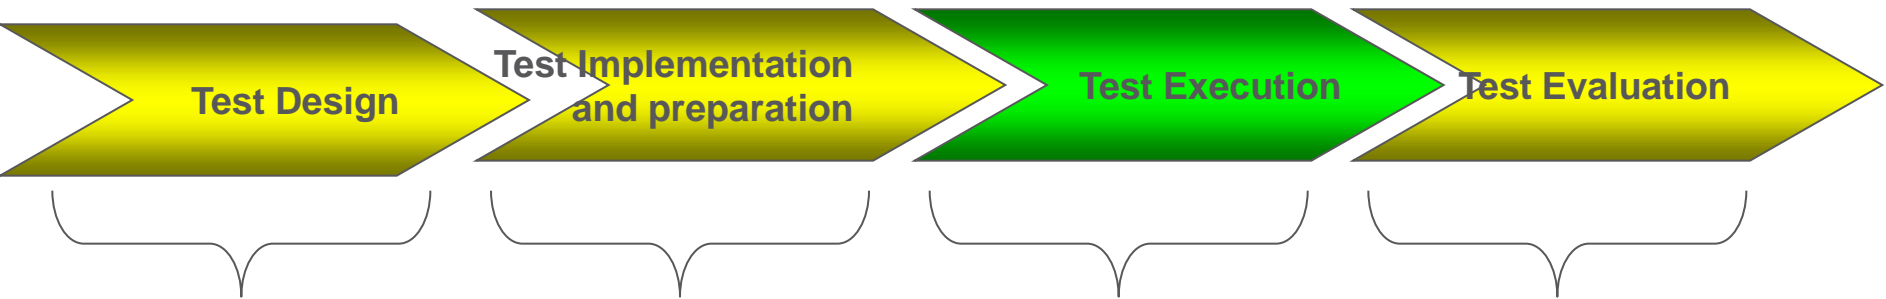 Test Design
Test Implementation
and preparation
Test Execution
Test Evaluation